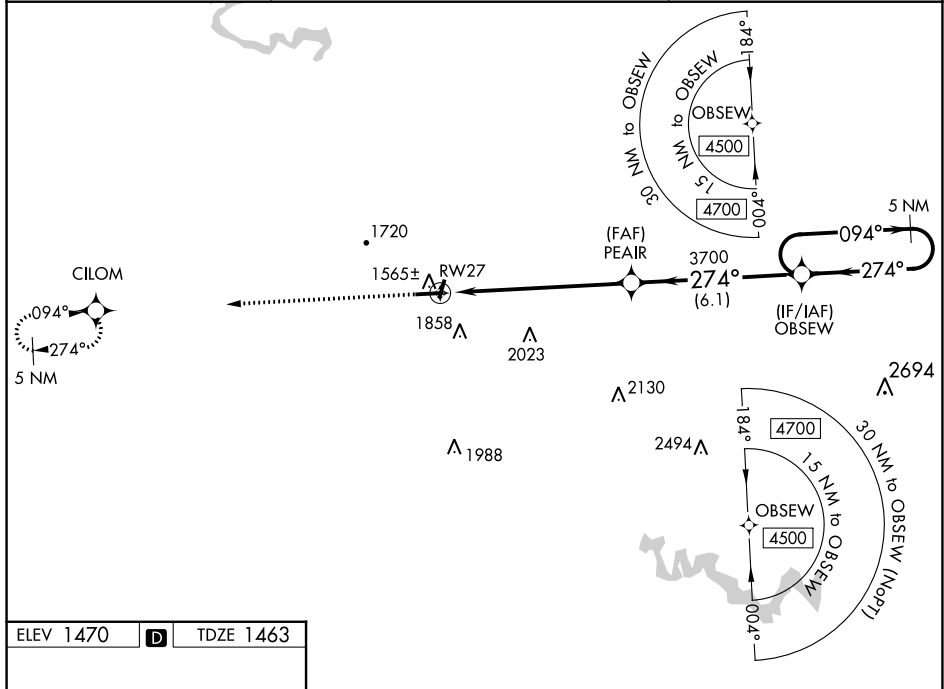 184°
30 NM to OBSEW
15 NM to OBSEW
OBSEW
4500
4700
004°
5 NM
094°
274°
(IF/IAF)
OBSEW
3700
274°
(6.1)
(FAF)
PEAIR
1720
1565±
RW27
CILOM
094°
274°
5 NM
1858
2023
2130
2694
1988
2494
184°
4700
30 NM to OBSEW (NoPT)
15 NM to OBSEW
OBSEW
4500
004°
ELEV 1470 D TDZE 1463